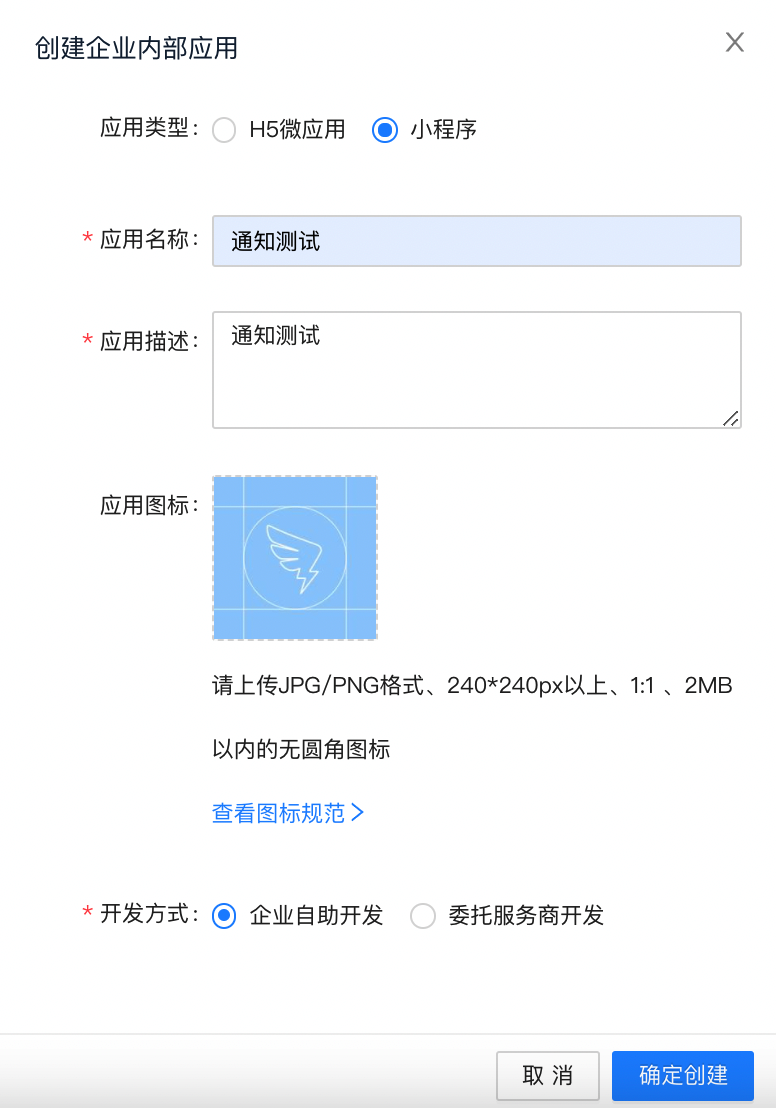 创建企业内部应用
应用类型: H5微应用 小程序
* 应用名称: 通知测试
* 应用描述: 通知测试
应用图标:
请上传JPG/PNG格式、240*240px以上、1:1 、2MB
以内的无圆角图标
查看图标规范
* 开发方式: 企业自助开发 委托服务商开发
取 消 确定创建